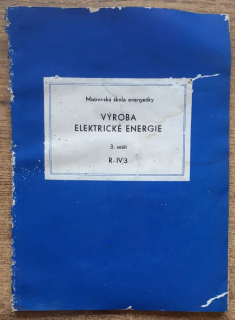 Mistrovská škola energetiky
VÝROBA
ELEKTRICKÉ ENERGIE
3. sešit
R-IV/3